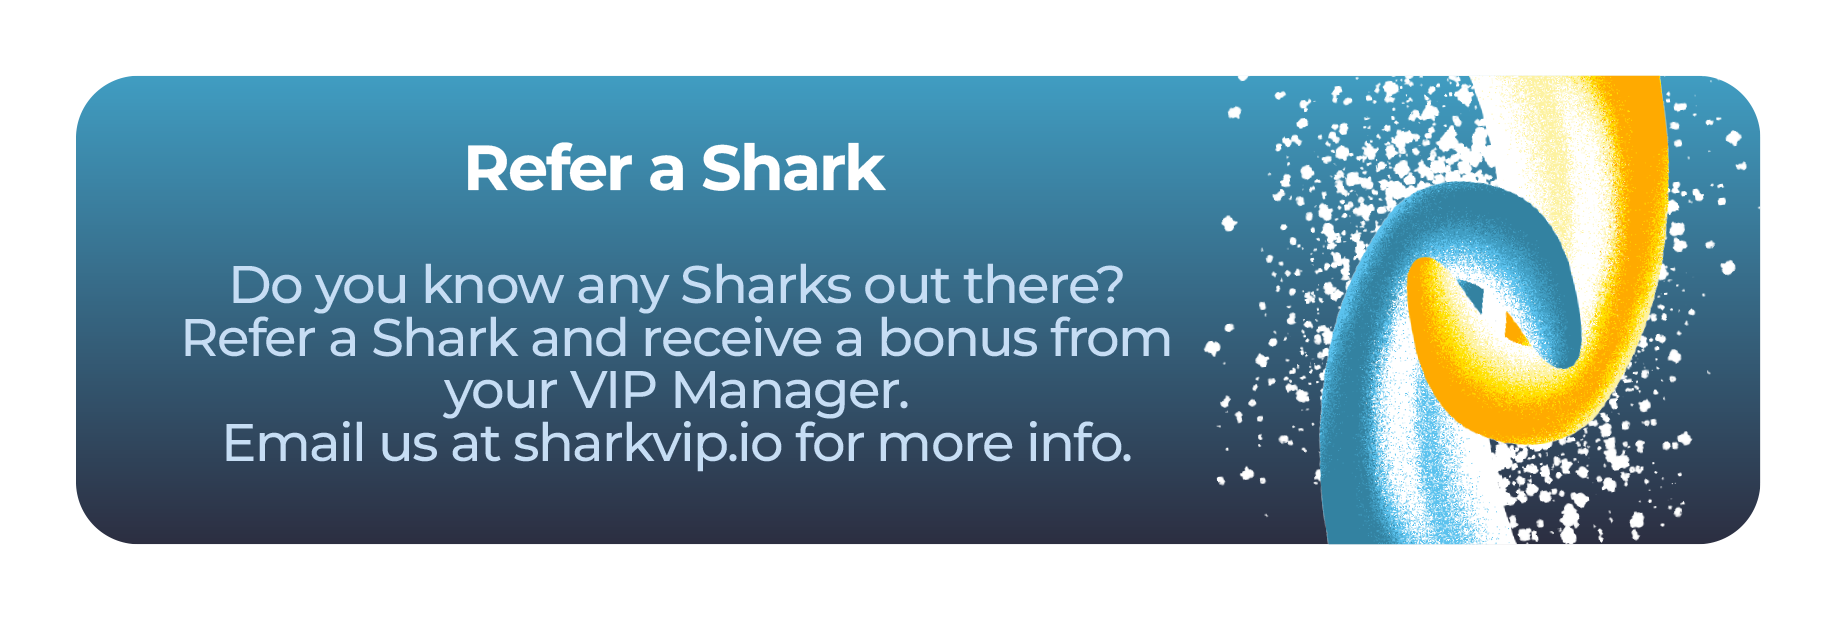 Refer a Shark
Do you know any Sharks out there?
Refer a Shark and receive a bonus from
your VIP Manager.
Email us at sharkvip.io for more info.